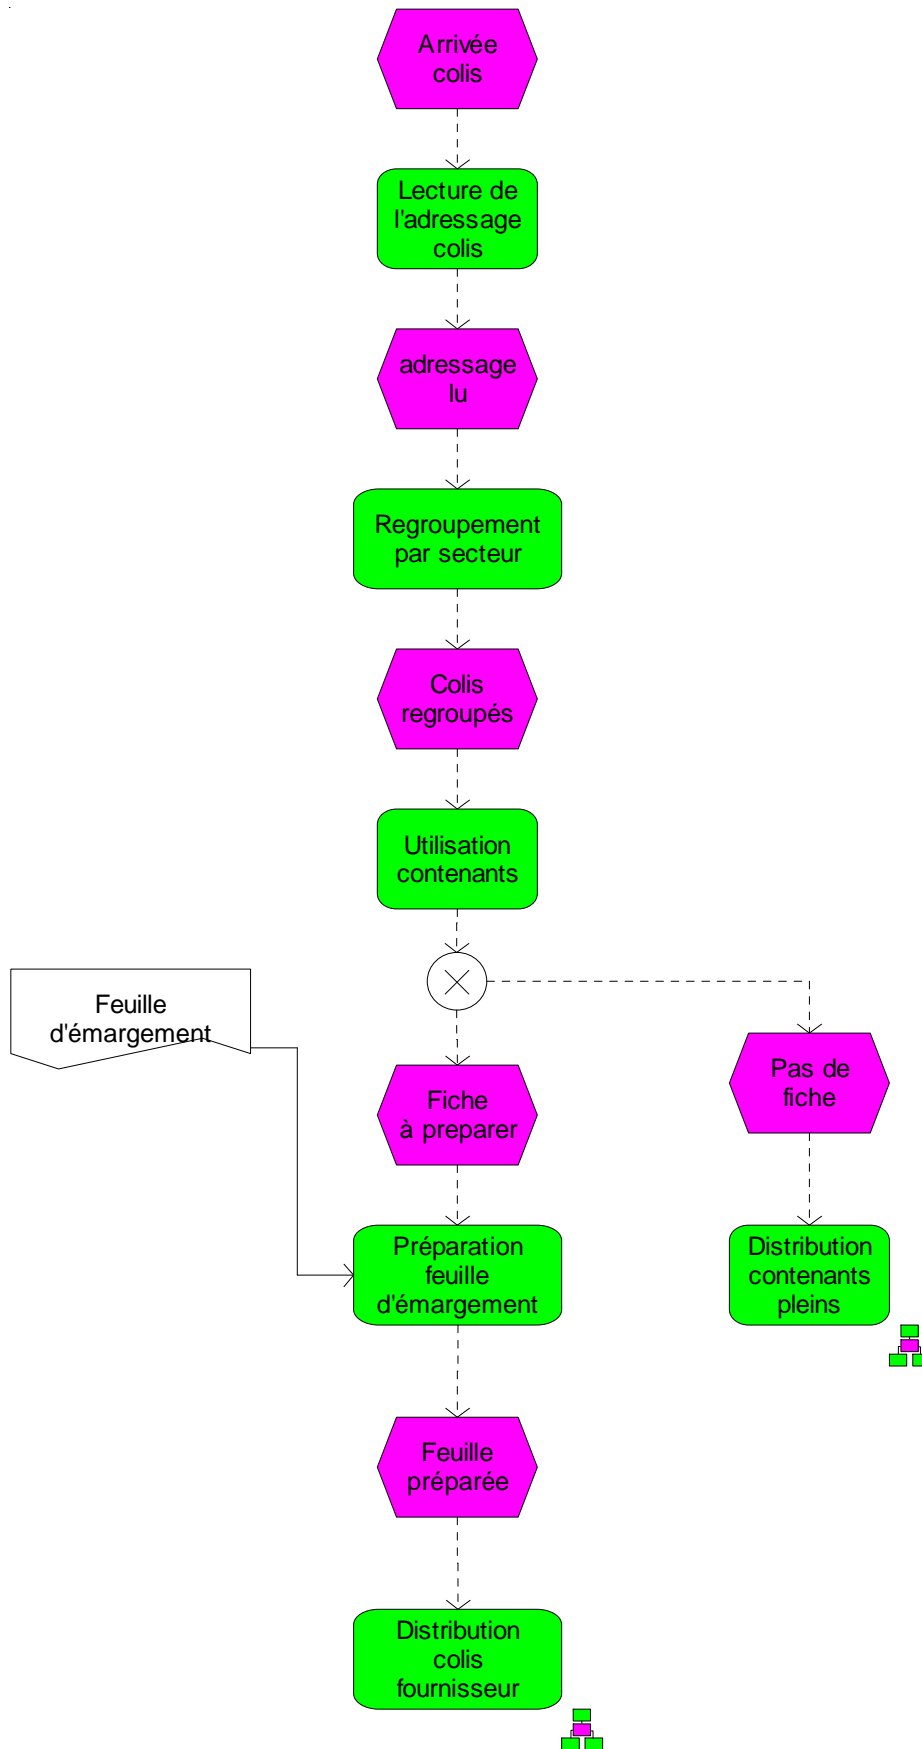 Arrivée
colis
Lecture de
l'adressage
colis
adressage
lu
Regroupement
par secteur
Colis
regroupés
Utilisation
contenants
Feuille
d'émargement
Pas de
fiche
Fiche
à preparer
Préparation
feuille
d'émargement
Distribution
contenants
pleins
Feuille
préparée
Distribution
colis
fournisseur